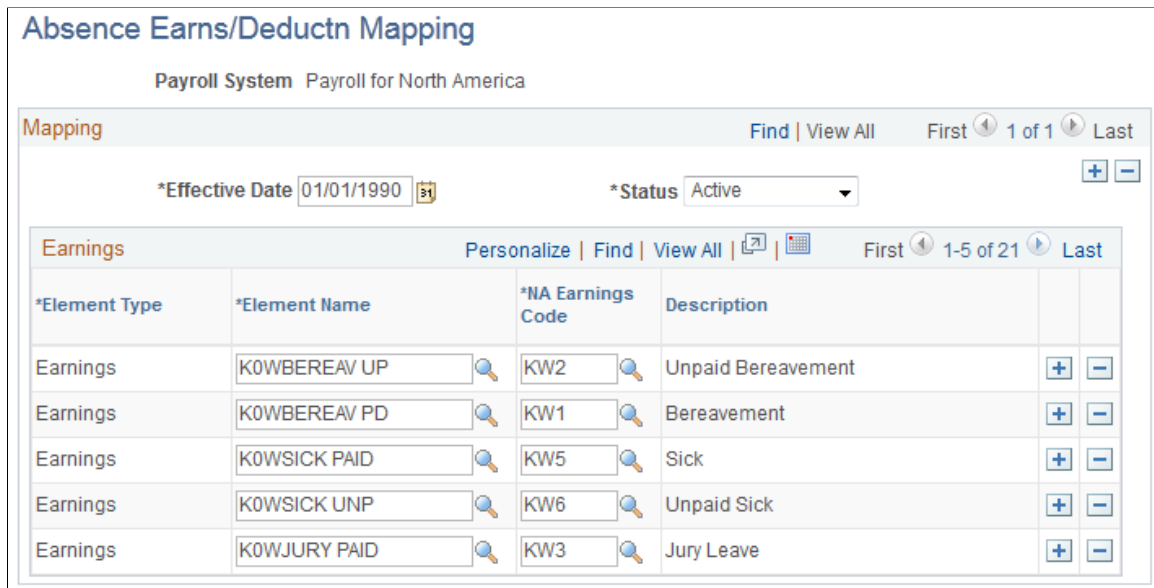 Absence Earns/Deductn Mapping
Payroll System Payroll for North America
Mapping Find | View All First 1 of 1 Last
*Effective Date 01/01/1990 31 *Status Active
Earnings Personalize | Find | View All | | First 1-5 of 21 Last
*Element Type *Element Name *NA Earnings Code Description
Earnings K0WBEREAV UP KW2 Unpaid Bereavement
Earnings K0WBEREAV PD KW1 Bereavement
Earnings K0WSICK PAID KW5 Sick
Earnings K0WSICK UNP KW6 Unpaid Sick
Earnings K0WJURY PAID KW3 Jury Leave